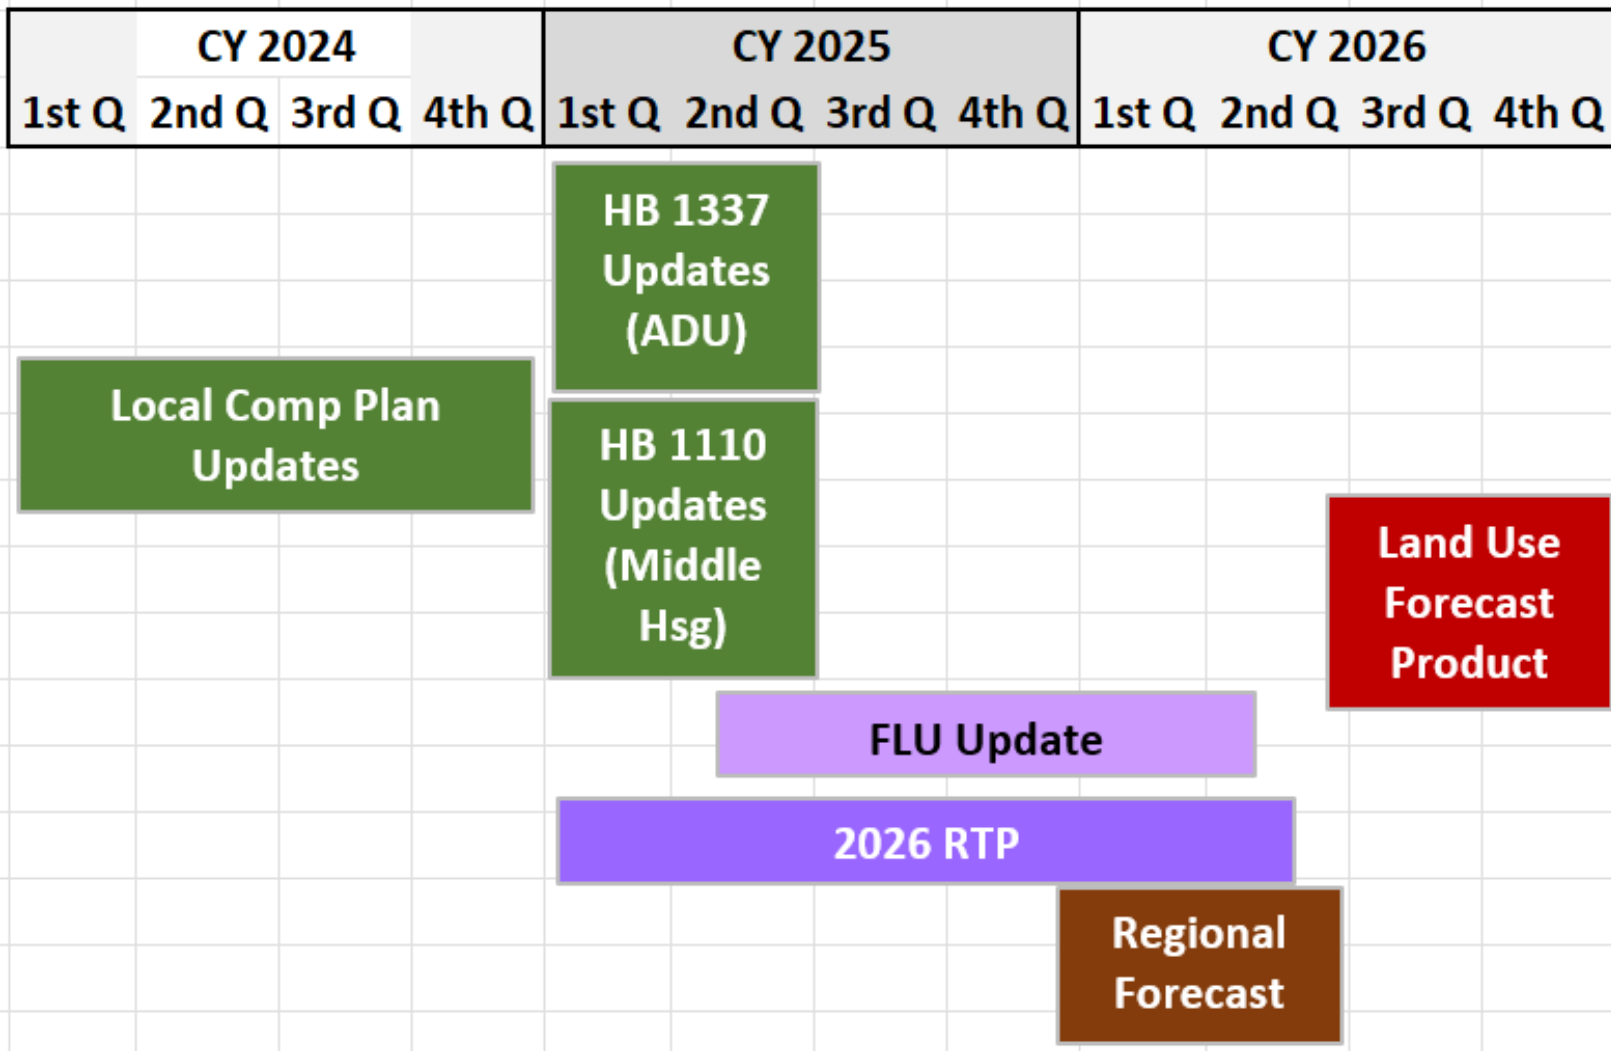 CY 2024 CY 2025 CY 2026
1st Q 2nd Q 3rd Q 4th Q 1st Q 2nd Q 3rd Q 4th Q 1st Q 2nd Q 3rd Q 4th Q
HB 1337
Updates
(ADU)
Local Comp Plan
Updates
HB 1110
Updates
(Middle
Hsg)
Land Use
Forecast
Product
FLU Update
2026 RTP
Regional
Forecast